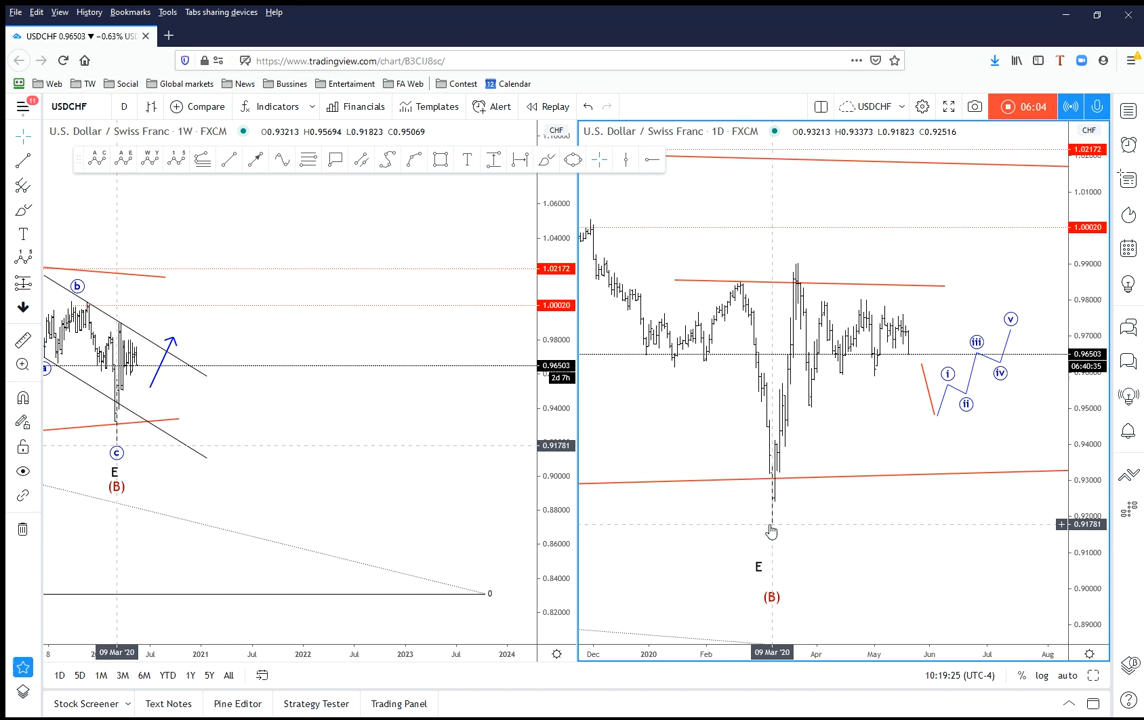 File Edit View History Bookmarks Tools Tabs sharing devices Help
USDCHF 0.96503 ▼ −0.63% USD
https://www.tradingview.com/chart/B3CIJ8sc/
Web TW Social Global markets News Bussines Entertaiment FA Web Contest 12 Calendar
11 USDCHF D Compare Indicators Financials Templates Alert Replay USDCHF 06:04
U.S. Dollar / Swiss Franc · 1W · FXCM O0.93213 H0.95694 L0.91823 C0.95069 CHF
1.06000
1.04000
1.02172
1.00020
0.98000
0.96503
2d 7h
0.94000
0.91781
0.90000
0.88000
0.86000
0.84000
0.82000
b
a
c
E
(B)
0
8 09 Mar '20 Jul 2021 Jul 2022 Jul 2023 Jul 2024
U.S. Dollar / Swiss Franc · 1D · FXCM O0.93213 H0.93373 L0.91823 C0.92516 CHF
1.02172
1.01000
1.00020
0.99000
0.98000
0.97000
0.96503
06:40:35
0.95000
0.94000
0.93000
0.92000
0.91781
0.91000
0.90000
0.89000
i
ii
iii
iv
v
E
(B)
Dec 2020 Feb 09 Mar '20 Apr May Jun Jul Aug
1D 5D 1M 3M 6M YTD 1Y 5Y All 10:19:25 (UTC-4) % log auto
Stock Screener Text Notes Pine Editor Strategy Tester Trading Panel